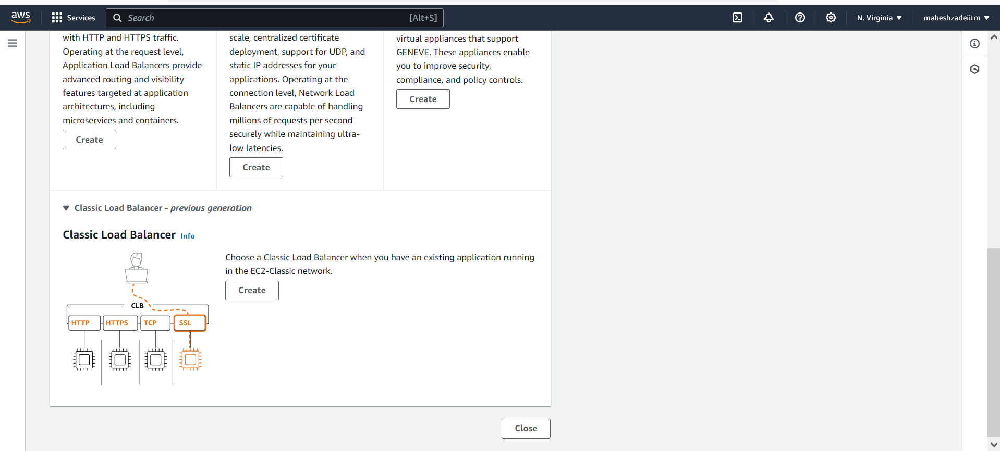 aws
Services
Search
[Alt+S]
N. Virginia
maheshzadeiitm
with HTTP and HTTPS traffic.
Operating at the request level,
Application Load Balancers provide
advanced routing and visibility
features targeted at application
architectures, including
microservices and containers.
Create
scale, centralized certificate
deployment, support for UDP, and
static IP addresses for your
applications. Operating at the
connection level, Network Load
Balancers are capable of handling
millions of requests per second
securely while maintaining ultra-
low latencies.
Create
virtual appliances that support
GENEVE. These appliances enable
you to improve security,
compliance, and policy controls.
Create
Classic Load Balancer - previous generation
Classic Load Balancer Info
CLB
HTTP
HTTPS
TCP
SSL
Choose a Classic Load Balancer when you have an existing application running
in the EC2-Classic network.
Create
Close